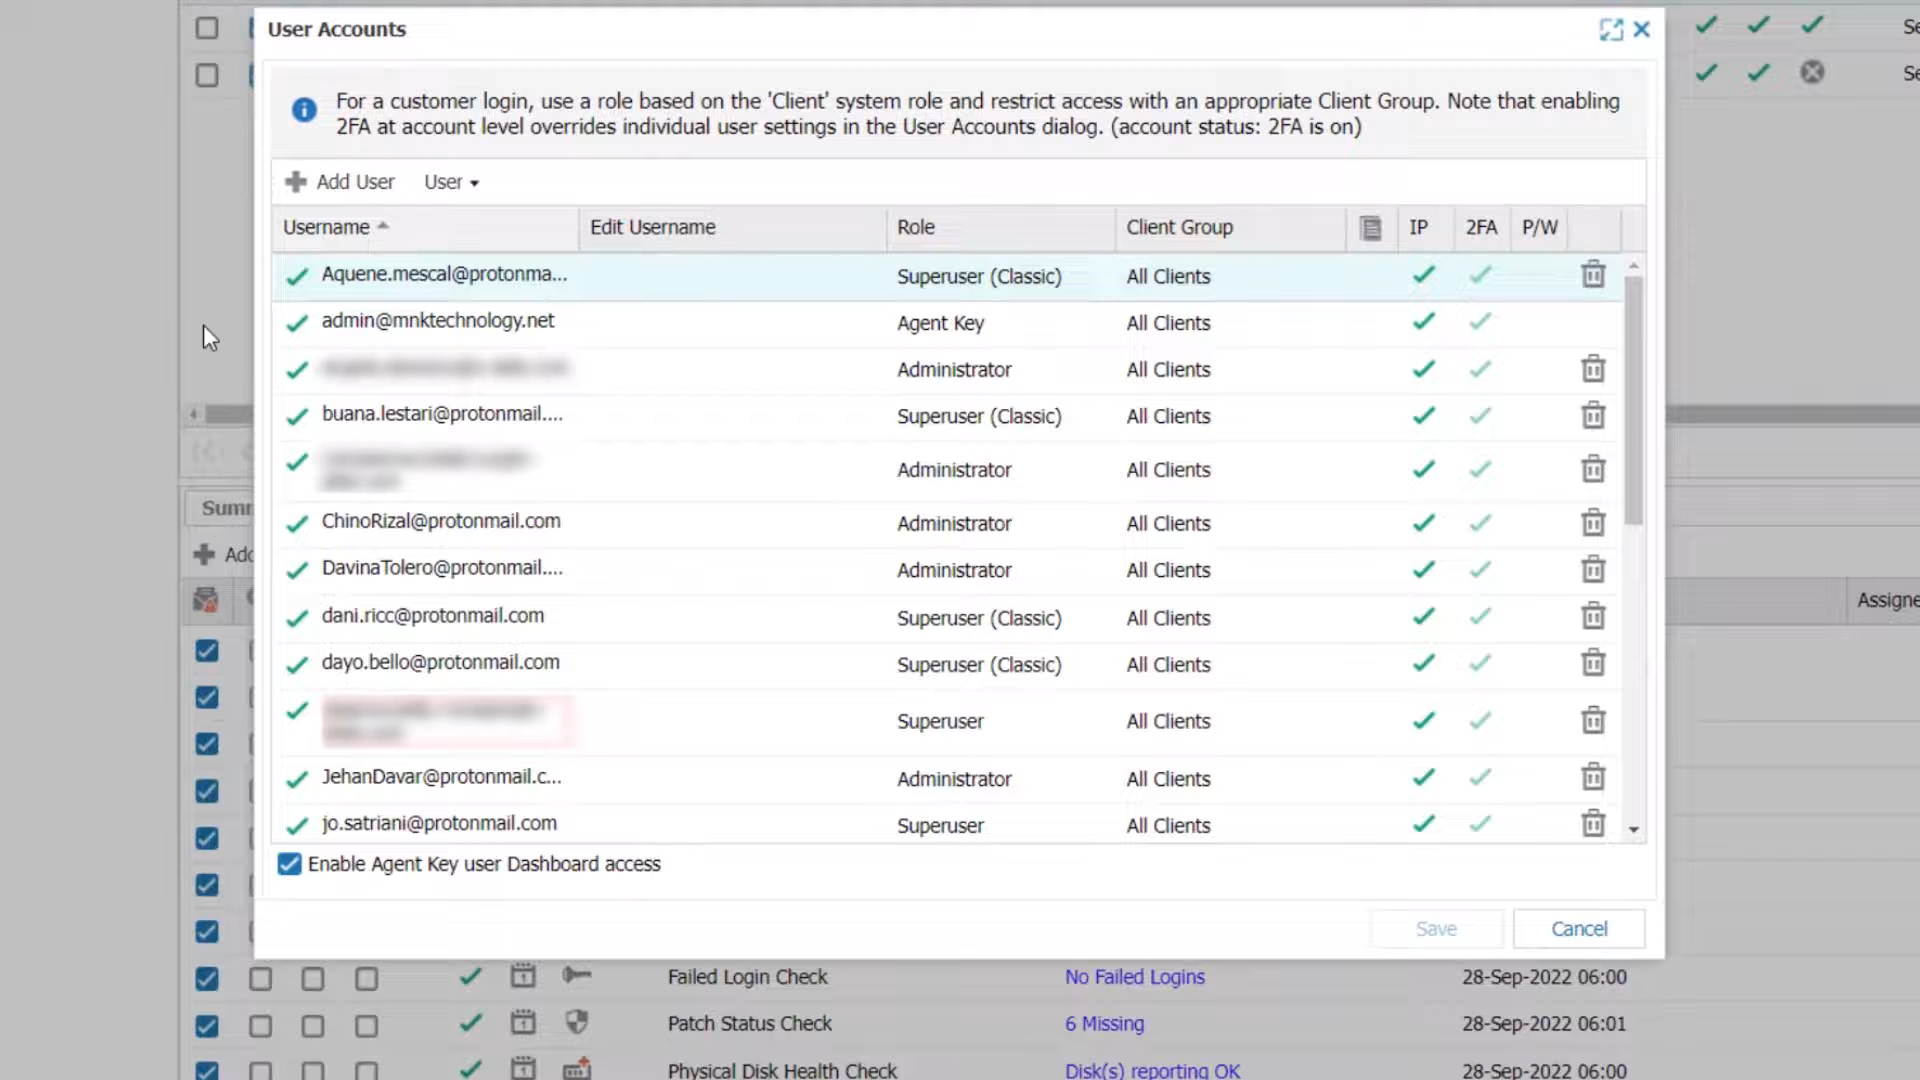 User Accounts
For a customer login, use a role based on the 'Client' system role and restrict access with an appropriate Client Group. Note that enabling
2FA at account level overrides individual user settings in the User Accounts dialog. (account status: 2FA is on)
Add User User
Username Edit Username Role Client Group IP 2FA P/W
Aquene.mescal@protonma... Superuser (Classic) All Clients
admin@mnktechnology.net Agent Key All Clients
Administrator All Clients
buana.lestari@protonmail.... Superuser (Classic) All Clients
Administrator All Clients
ChinoRizal@protonmail.com Administrator All Clients
DavinaTolero@protonmail.... Administrator All Clients
dani.ricc@protonmail.com Superuser (Classic) All Clients
dayo.bello@protonmail.com Superuser (Classic) All Clients
Superuser All Clients
JehanDavar@protonmail.c... Administrator All Clients
jo.satriani@protonmail.com Superuser All Clients
Enable Agent Key user Dashboard access
Save Cancel
Se
Se
Summ
Add
Assigne
Failed Login Check No Failed Logins 28-Sep-2022 06:00
Patch Status Check 6 Missing 28-Sep-2022 06:01
Physical Disk Health Check Disk(s) reporting OK 28-Sep-2022 06:00